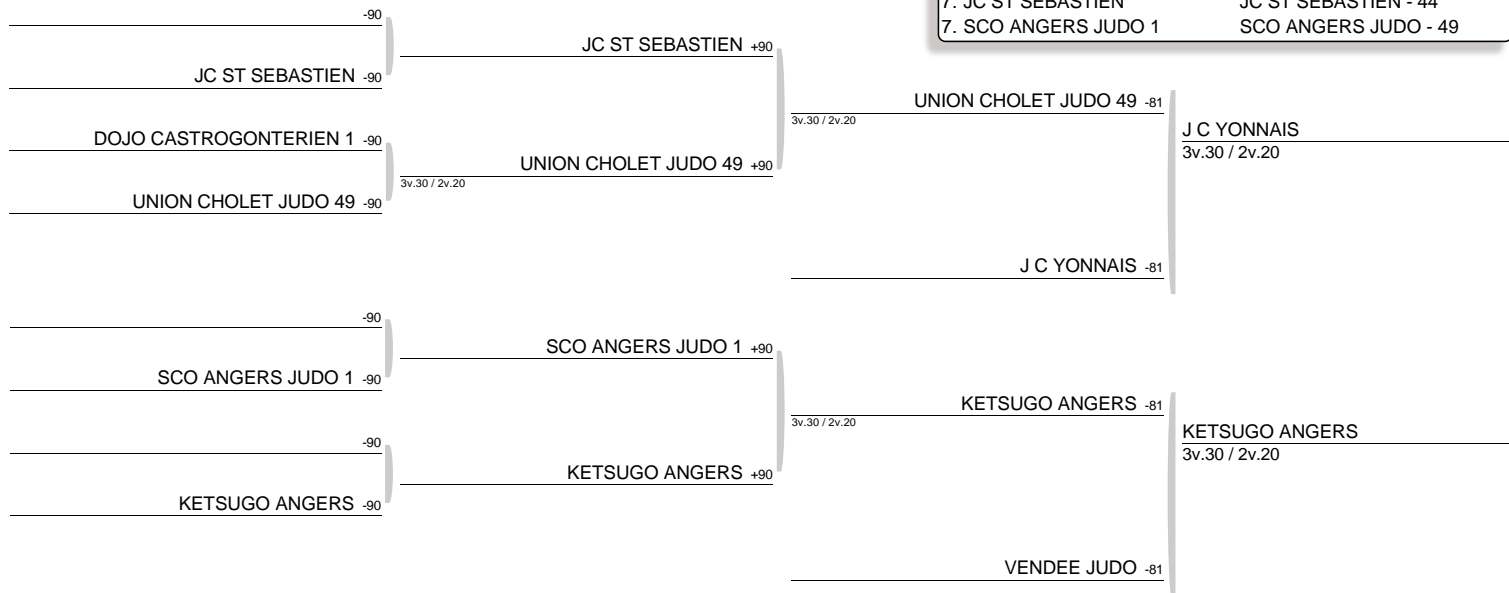 7. JC ST SEBASTIEN JC ST SEBASTIEN - 44
7. SCO ANGERS JUDO 1 SCO ANGERS JUDO - 49
-90
JC ST SEBASTIEN -90
DOJO CASTROGONTERIEN 1 -90
UNION CHOLET JUDO 49 -90
-90
SCO ANGERS JUDO 1 -90
-90
KETSUGO ANGERS -90
JC ST SEBASTIEN +90
UNION CHOLET JUDO 49 +90
3v.30 / 2v.20
SCO ANGERS JUDO 1 +90
KETSUGO ANGERS +90
UNION CHOLET JUDO 49 -81
3v.30 / 2v.20
J C YONNAIS -81
KETSUGO ANGERS -81
3v.30 / 2v.20
VENDEE JUDO -81
J C YONNAIS
3v.30 / 2v.20
KETSUGO ANGERS
3v.30 / 2v.20